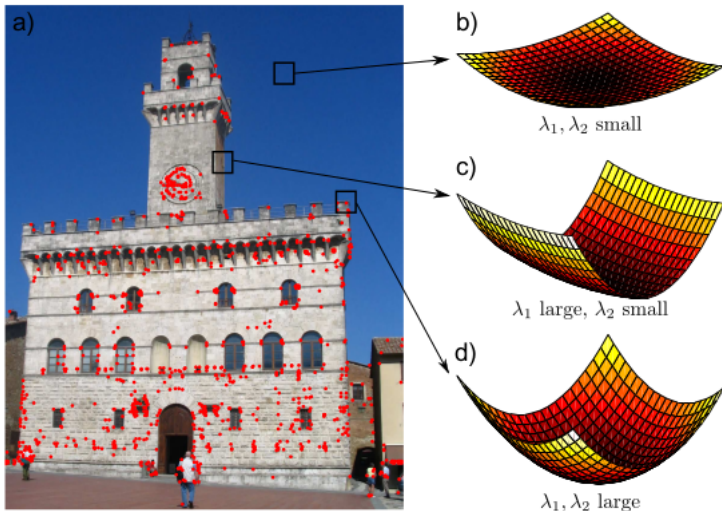 a)
b)
λ₁, λ₂ small
c)
λ₁ large, λ₂ small
d)
λ₁, λ₂ large